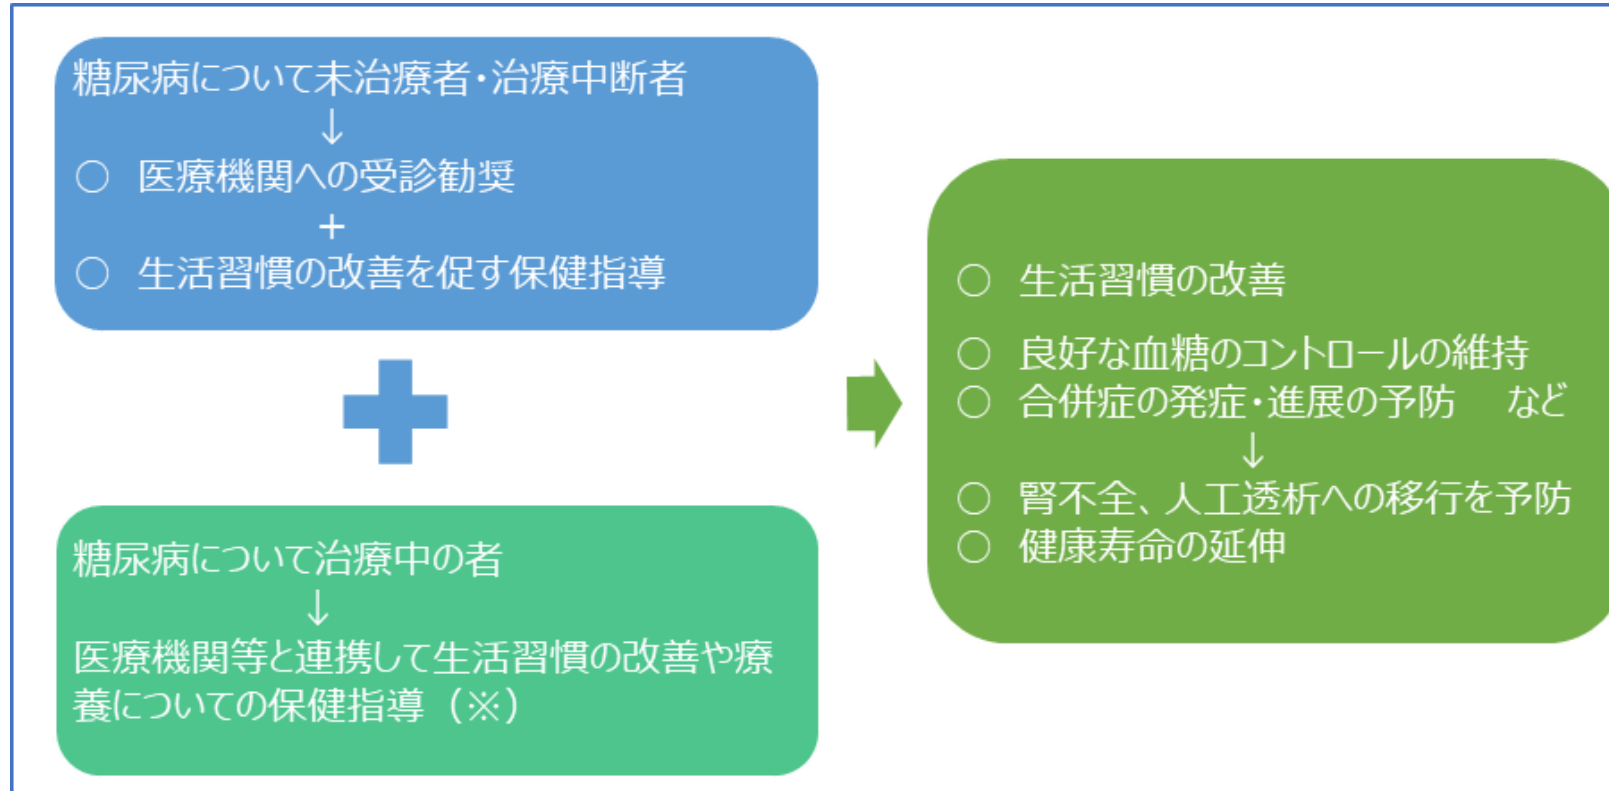 糖尿病について未治療者・治療中断者
↓
○ 医療機関への受診勧奨
+
○ 生活習慣の改善を促す保健指導
糖尿病について治療中の者
↓
医療機関等と連携して生活習慣の改善や療
養についての保健指導（※）
○ 生活習慣の改善
○ 良好な血糖のコントロールの維持
○ 合併症の発症・進展の予防　など
↓
○ 腎不全、人工透析への移行を予防
○ 健康寿命の延伸